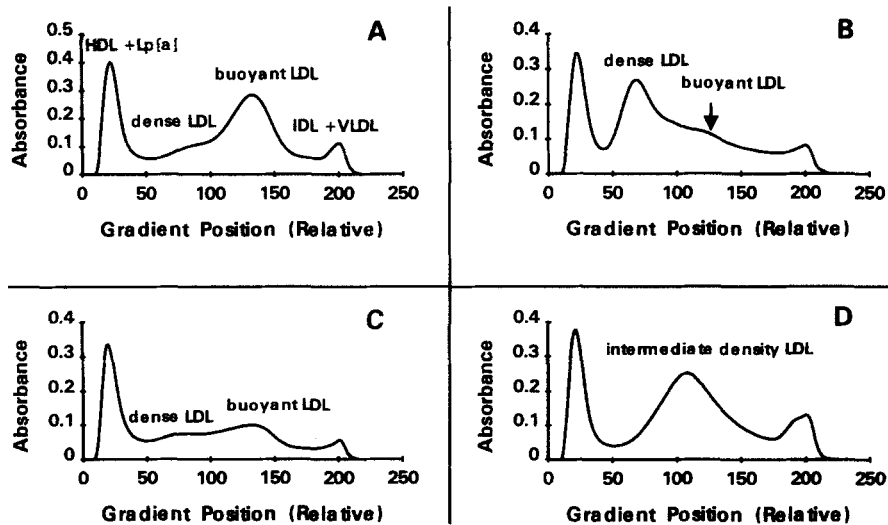 A
Absorbance
0.5
0.4
0.3
0.2
0.1
0
HDL +Lp{a}
dense LDL
buoyant LDL
IDL +VLDL
0 50 100 150 200 250
Gradient Position (Relative)
B
Absorbance
0.4
0.3
0.2
0.1
0
dense LDL
buoyant LDL
0 50 100 150 200 250
Gradient Position (Relative)
C
Absorbance
0.4
0.3
0.2
0.1
0
dense LDL
buoyant LDL
0 50 100 150 200 250
Gradient Position (Relative)
D
Absorbance
0.4
0.3
0.2
0.1
0
intermediate density LDL
0 50 100 150 200 250
Gradient Position (Relative)